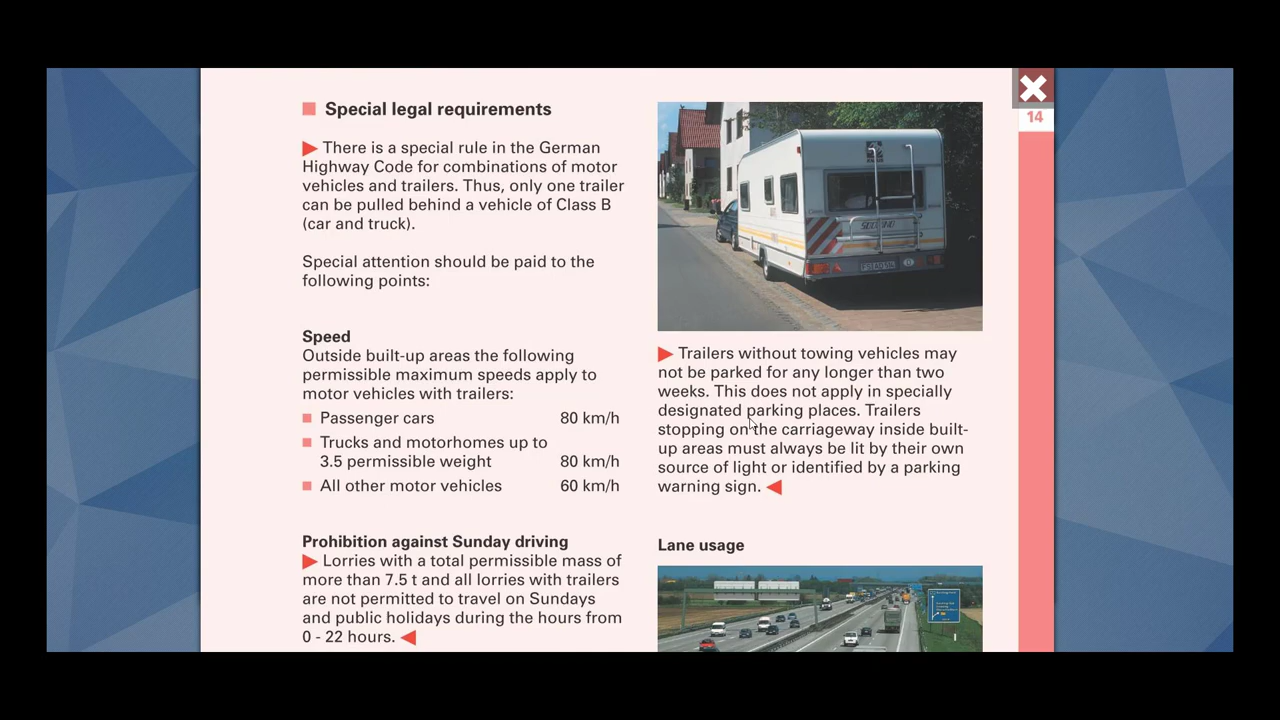 Special legal requirements
There is a special rule in the German
Highway Code for combinations of motor
vehicles and trailers. Thus, only one trailer
can be pulled behind a vehicle of Class B
(car and truck).
Special attention should be paid to the
following points:
Speed
Outside built-up areas the following
permissible maximum speeds apply to
motor vehicles with trailers:
Passenger cars 80 km/h
Trucks and motorhomes up to
3.5 permissible weight 80 km/h
All other motor vehicles 60 km/h
Prohibition against Sunday driving
Lorries with a total permissible mass of
more than 7.5 t and all lorries with trailers
are not permitted to travel on Sundays
and public holidays during the hours from
0 - 22 hours.
Trailers without towing vehicles may
not be parked for any longer than two
weeks. This does not apply in specially
designated parking places. Trailers
stopping on the carriageway inside built-
up areas must always be lit by their own
source of light or identified by a parking
warning sign.
Lane usage
14